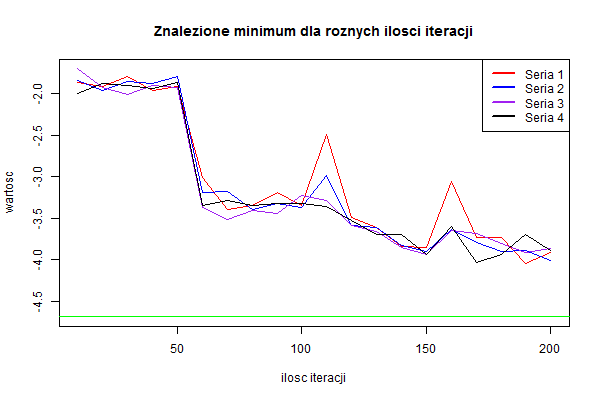 Znalezione minimum dla roznych ilosci iteracji
Seria 1
Seria 2
Seria 3
Seria 4
wartosc
-2.0
-2.5
-3.0
-3.5
-4.0
-4.5
50
100
150
200
ilosc iteracji